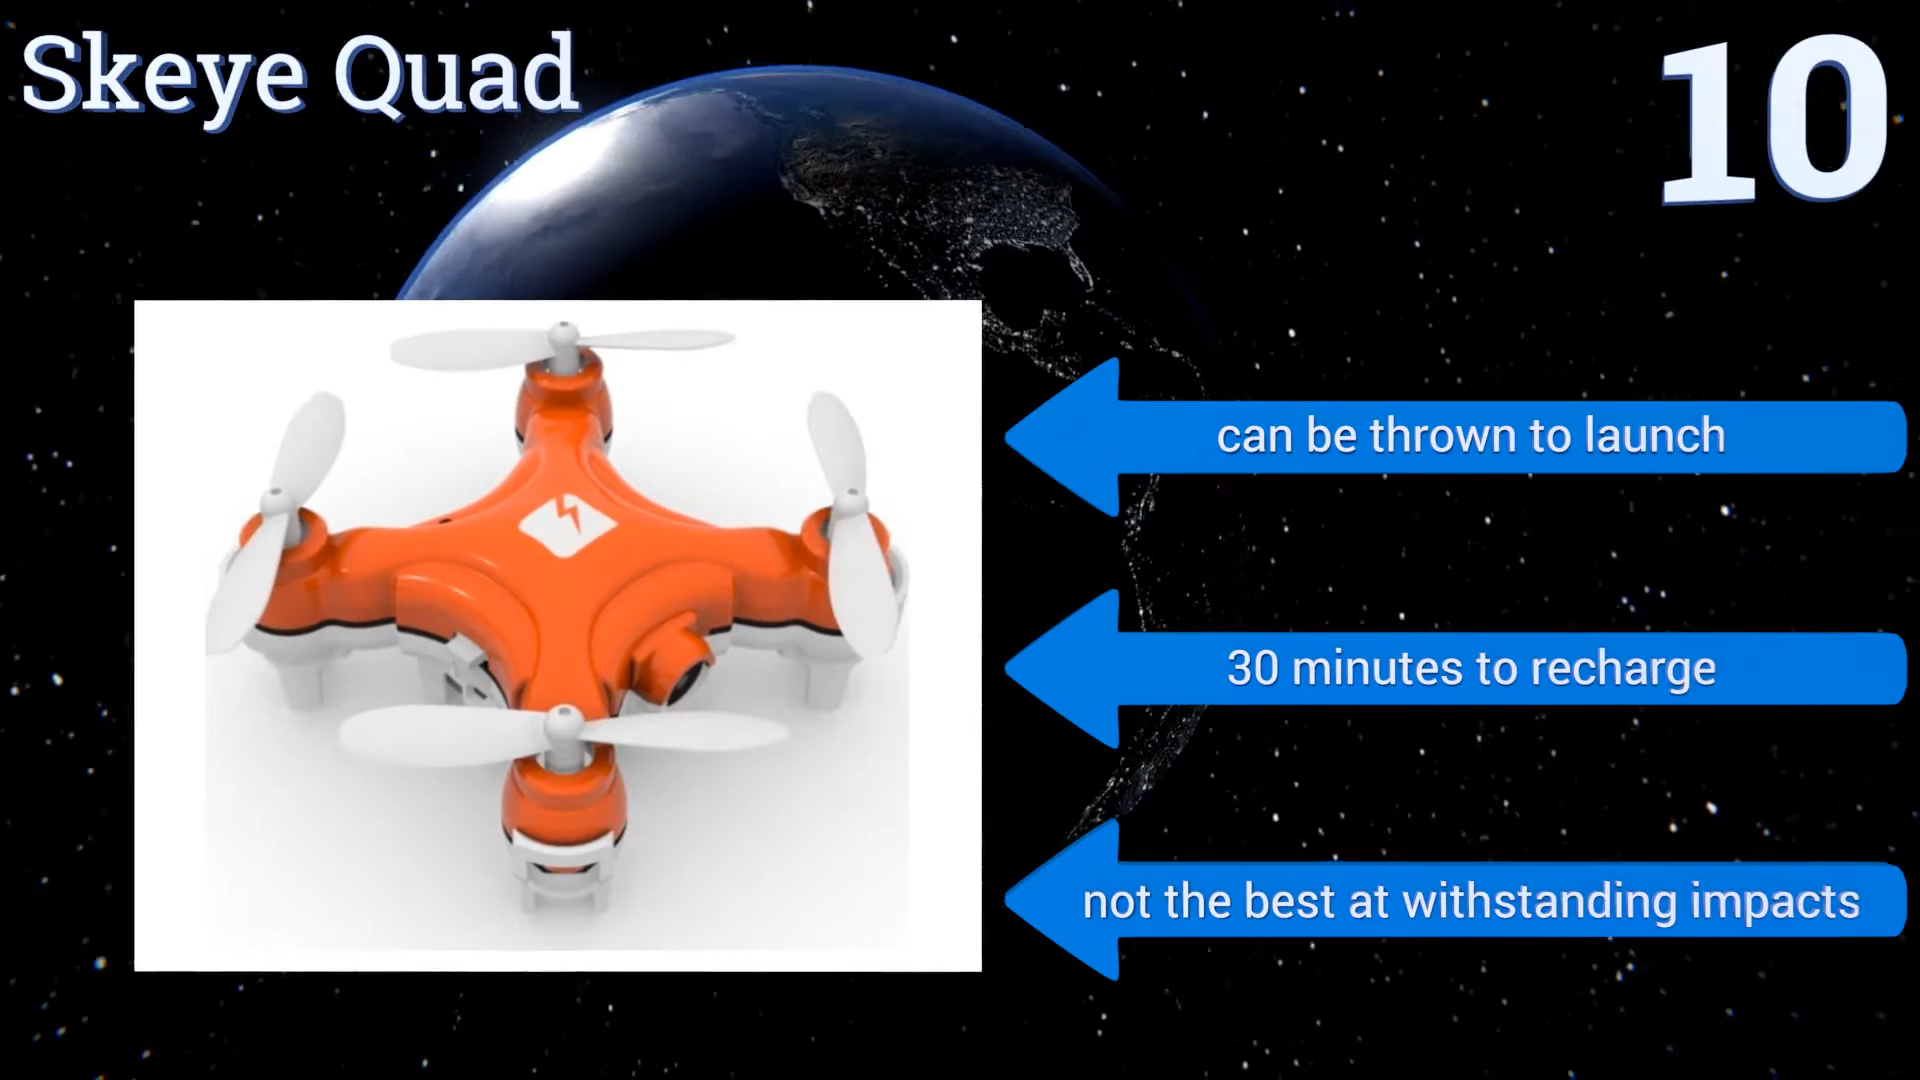 Skeye Quad
10
can be thrown to launch
30 minutes to recharge
not the best at withstanding impacts